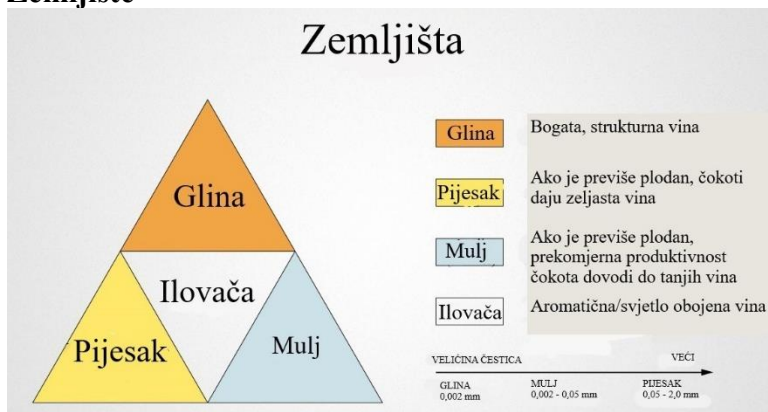 Zemljište
Zemljišta
Glina
Ilovača
Pijesak
Mulj
Glina
Bogata, strukturna vina
Pijesak
Ako je previše plodan, čokoti
daju zeljasta vina
Mulj
Ako je previše plodan,
prekomjerna produktivnost
čokota dovodi do tanjih vina
Ilovača
Aromatična/svjetlo obojena vina
VELIČINA ČESTICA
VEĆI
GLINA
0,002 mm
MULJ
0,002 - 0,05 mm
PIJESAK
0,05 - 2,0 mm